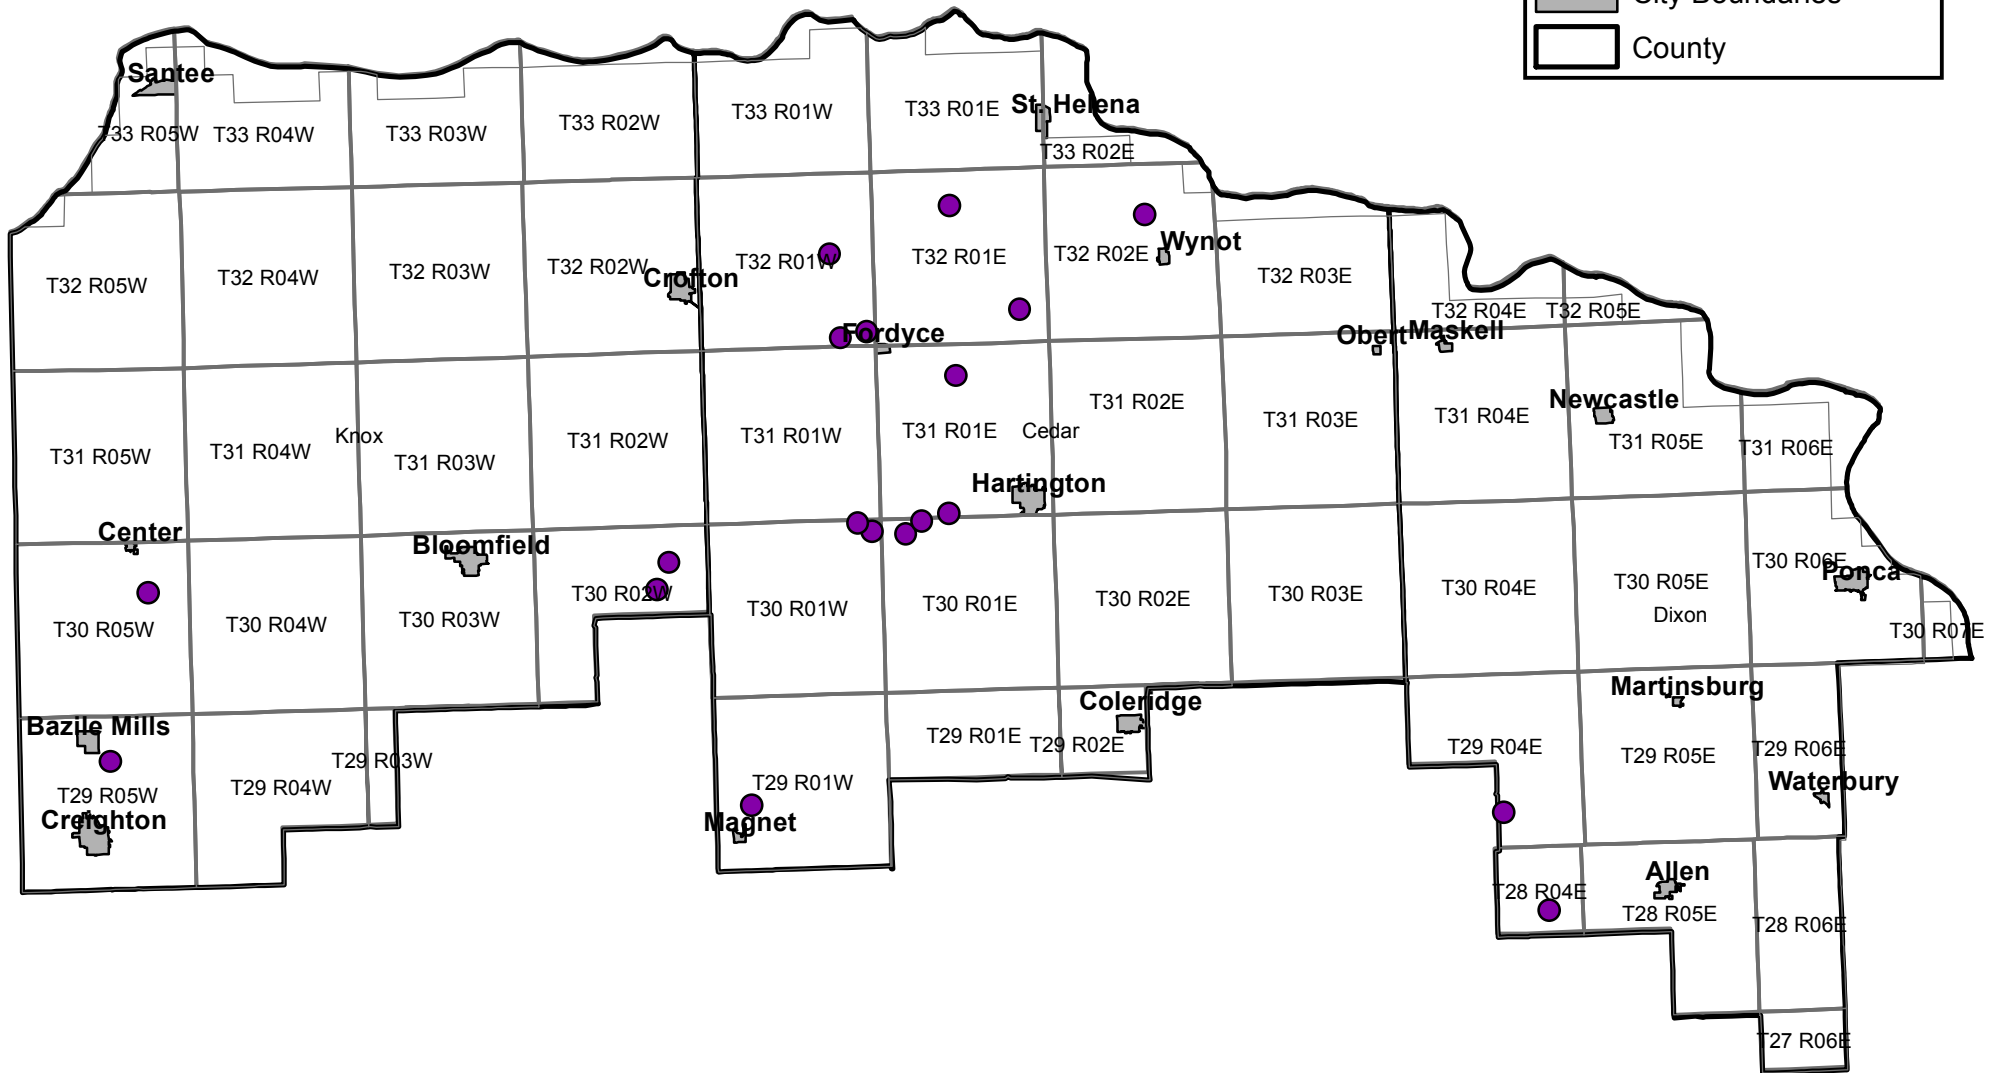 City Boundaries
County
Santee
T33 R05W
T33 R04W
T33 R03W
T33 R02W
T33 R01W
T33 R01E
St. Helena
T33 R02E
T32 R05W
T32 R04W
T32 R03W
T32 R02W
Crofton
T32 R01W
T32 R01E
T32 R02E
Wynot
T32 R03E
T32 R04E
T32 R05E
Fordyce
Obert
Maskell
Newcastle
T31 R05W
T31 R04W
Knox
T31 R03W
T31 R02W
T31 R01W
T31 R01E
Cedar
T31 R02E
T31 R03E
T31 R04E
T31 R05E
T31 R06E
Hartington
Center
Bloomfield
T30 R05W
T30 R04W
T30 R03W
T30 R02W
T30 R01W
T30 R01E
T30 R02E
T30 R03E
T30 R04E
T30 R05E
Dixon
T30 R06E
Ponca
T30 R07E
Bazile Mills
T29 R05W
Creighton
T29 R04W
T29 R03W
T29 R01W
Magnet
T29 R01E
T29 R02E
Coleridge
T29 R04E
Martinsburg
T29 R05E
T29 R06E
Waterbury
T28 R04E
Allen
T28 R05E
T28 R06E
T27 R06E